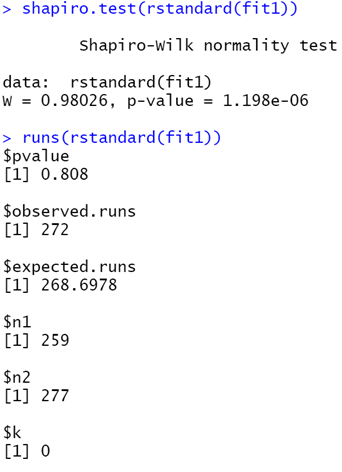 > shapiro.test(rstandard(fit1))
Shapiro-Wilk normality test
data:  rstandard(fit1)
W = 0.98026, p-value = 1.198e-06
> runs(rstandard(fit1))
$pvalue
[1] 0.808
$observed.runs
[1] 272
$expected.runs
[1] 268.6978
$n1
[1] 259
$n2
[1] 277
$k
[1] 0